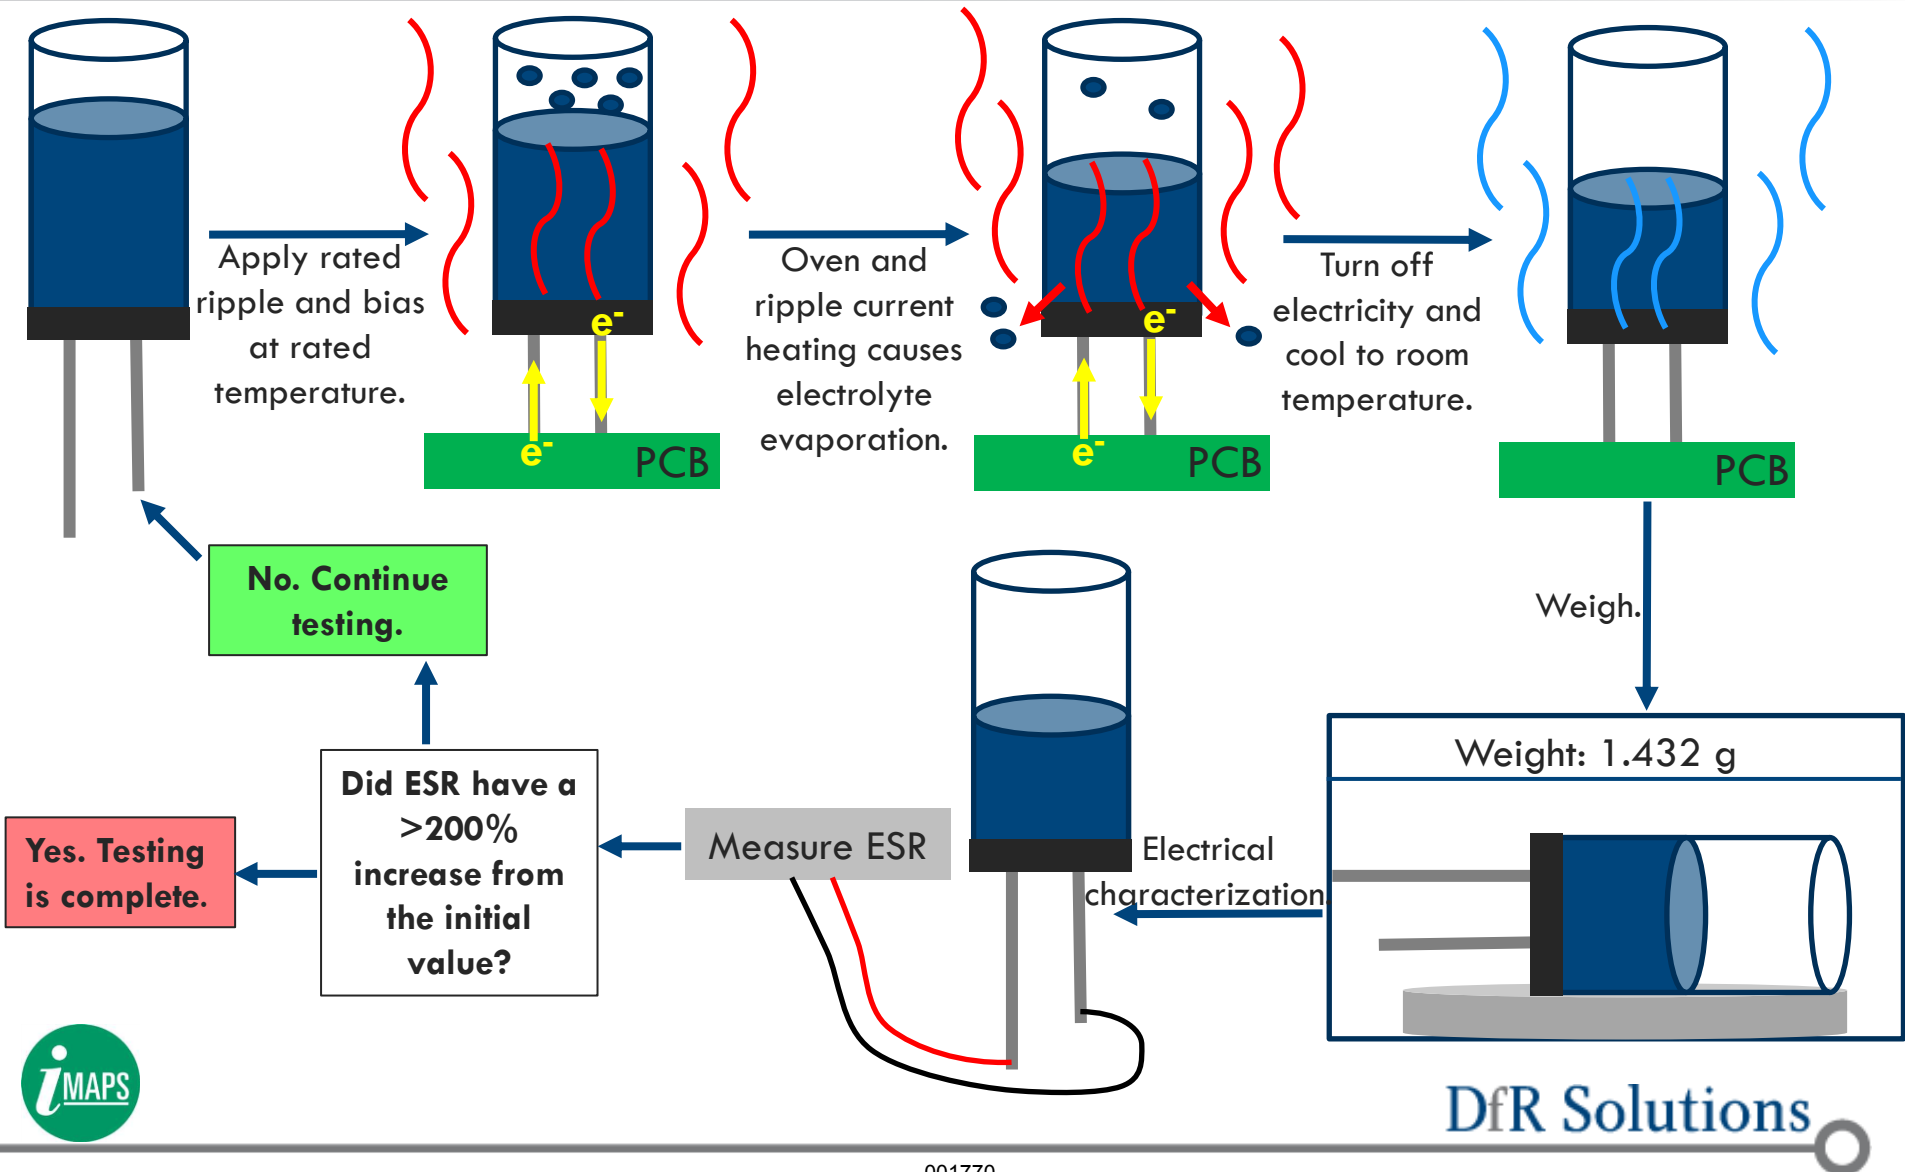 Apply rated
ripple and bias
at rated
temperature.
e-
e-
PCB
Oven and
ripple current
heating causes
electrolyte
evaporation.
e-
e-
PCB
Turn off
electricity and
cool to room
temperature.
PCB
No. Continue
testing.
Weigh.
Weight: 1.432 g
Electrical
characterization.
Measure ESR
Did ESR have a
>200%
increase from
the initial
value?
Yes. Testing
is complete.
iMAPS
DfR Solutions
001770